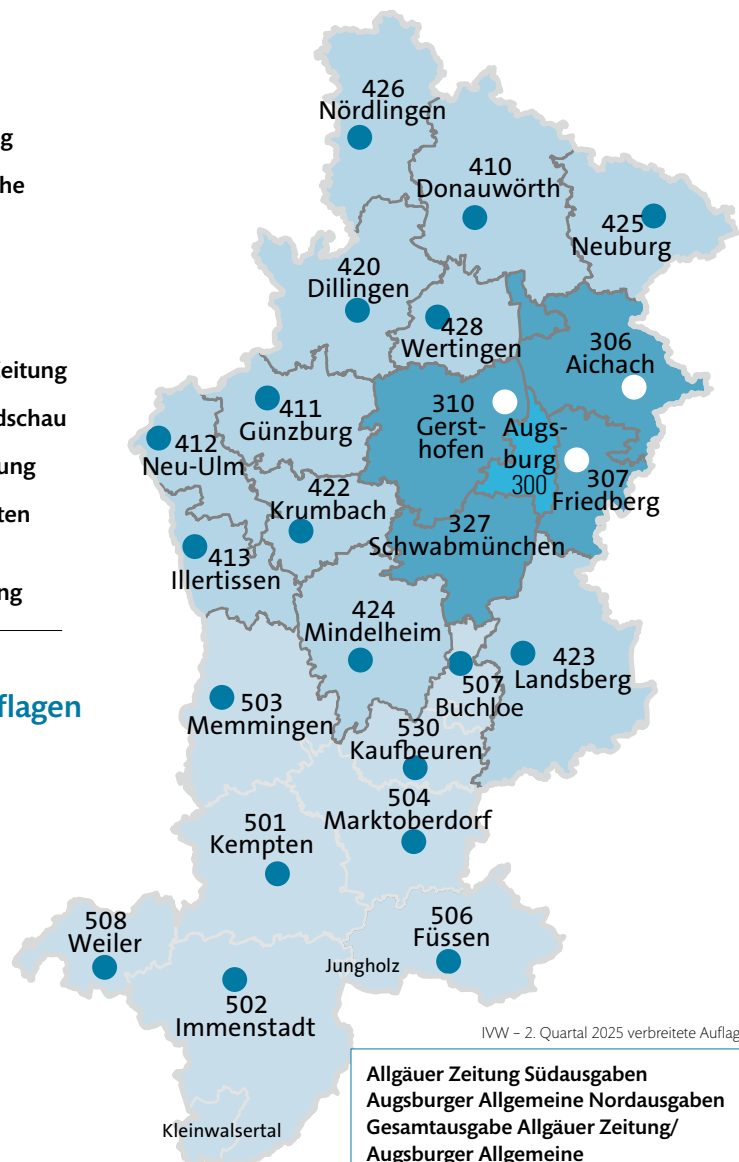 g
he
eitung
dschau
ung
ten
ng
flagen
426
Nördlingen
410
Donauwörth
425
Neuburg
420
Dillingen
428
Wertingen
306
Aichach
310
Gerst-
hofen
Augs-
burg
300
411
Günzburg
412
Neu-Ulm
307
Friedberg
422
Krumbach
327
Schwabmünchen
413
Illertissen
424
Mindelheim
423
Landsberg
507
Buchloe
503
Memmingen
530
Kaufbeuren
504
Marktoberdorf
501
Kempten
508
Weiler
506
Füssen
Jungholz
502
Immenstadt
Kleinwalsertal
IVW – 2. Quartal 2025 verbreitete Auflag
Allgäuer Zeitung Südausgaben
Augsburger Allgemeine Nordausgaben
Gesamtausgabe Allgäuer Zeitung/
Augsburger Allgemeine